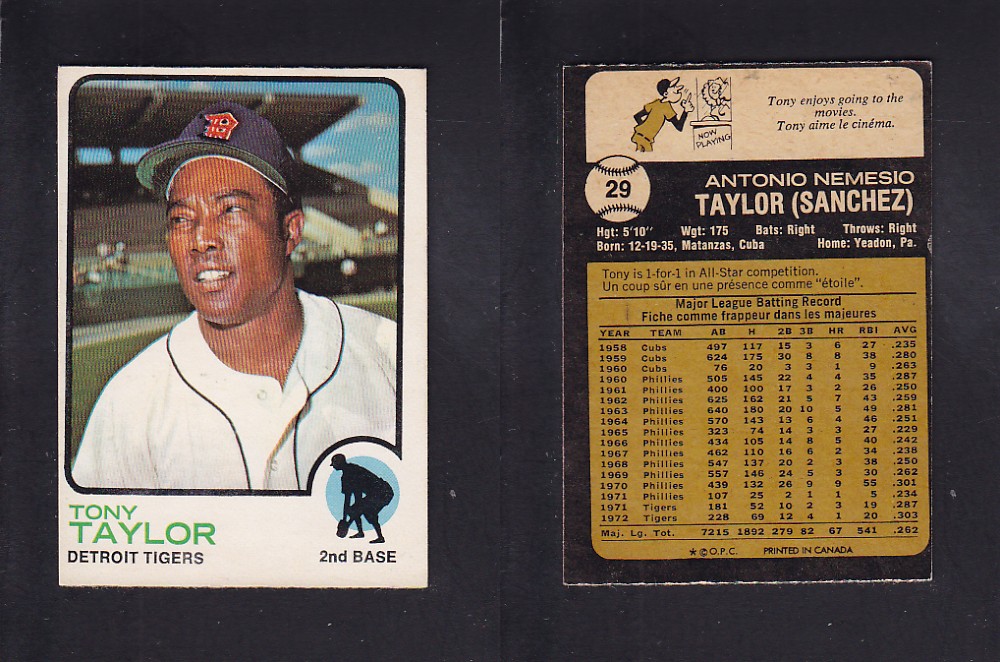 TONY
TAYLOR
DETROIT TIGERS
2nd BASE
NOW
PLAYING
Tony enjoys going to the
movies.
Tony aime le cinéma.
29
ANTONIO NEMESIO
TAYLOR (SANCHEZ)
Hgt: 5'10" Wgt: 175 Bats: Right Throws: Right
Born: 12-19-35, Matanzas, Cuba Home: Yeadon, Pa.
Tony is 1-for-1 in All-Star competition.
Un coup sûr en une présence comme "étoile".
Major League Batting Record
Fiche comme frappeur dans les majeures
YEAR TEAM AB H 2B 3B HR RBI AVG
1958 Cubs 497 117 15 3 6 27 .235
1959 Cubs 624 175 30 8 8 38 .280
1960 Cubs 76 20 3 3 1 9 .263
1960 Phillies 505 145 22 4 4 35 .287
1961 Phillies 400 100 17 3 2 26 .250
1962 Phillies 625 162 21 5 7 43 .259
1963 Phillies 640 180 20 10 5 49 .281
1964 Phillies 570 143 13 6 4 46 .251
1965 Phillies 323 74 14 3 3 27 .229
1966 Phillies 434 105 14 8 5 40 .242
1967 Phillies 462 110 16 6 2 34 .238
1968 Phillies 547 137 20 2 3 38 .250
1969 Phillies 557 146 24 5 3 30 .262
1970 Phillies 439 132 26 9 9 55 .301
1971 Phillies 107 25 2 1 1 5 .234
1971 Tigers 181 52 10 2 3 19 .287
1972 Tigers 228 69 12 4 1 20 .303
Maj. Lg. Tot. 7215 1892 279 82 67 541 .262
* © O.P.C. PRINTED IN CANADA